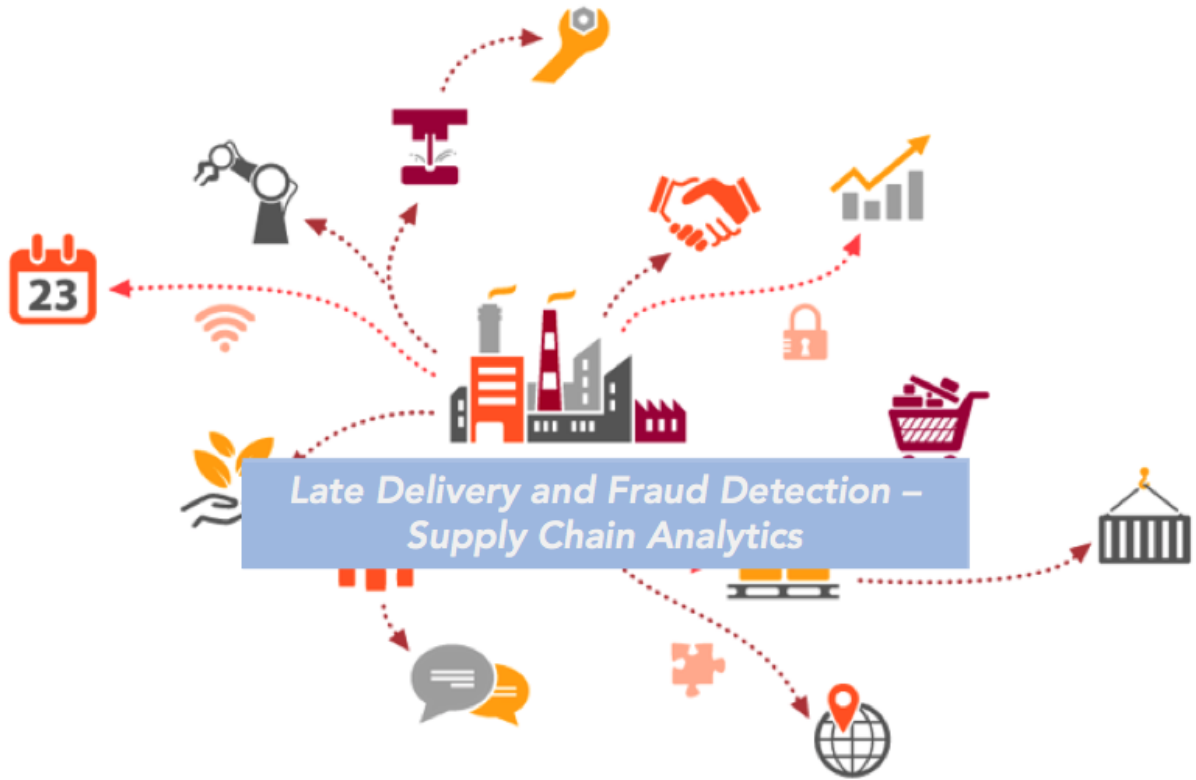 23
Late Delivery and Fraud Detection –
Supply Chain Analytics